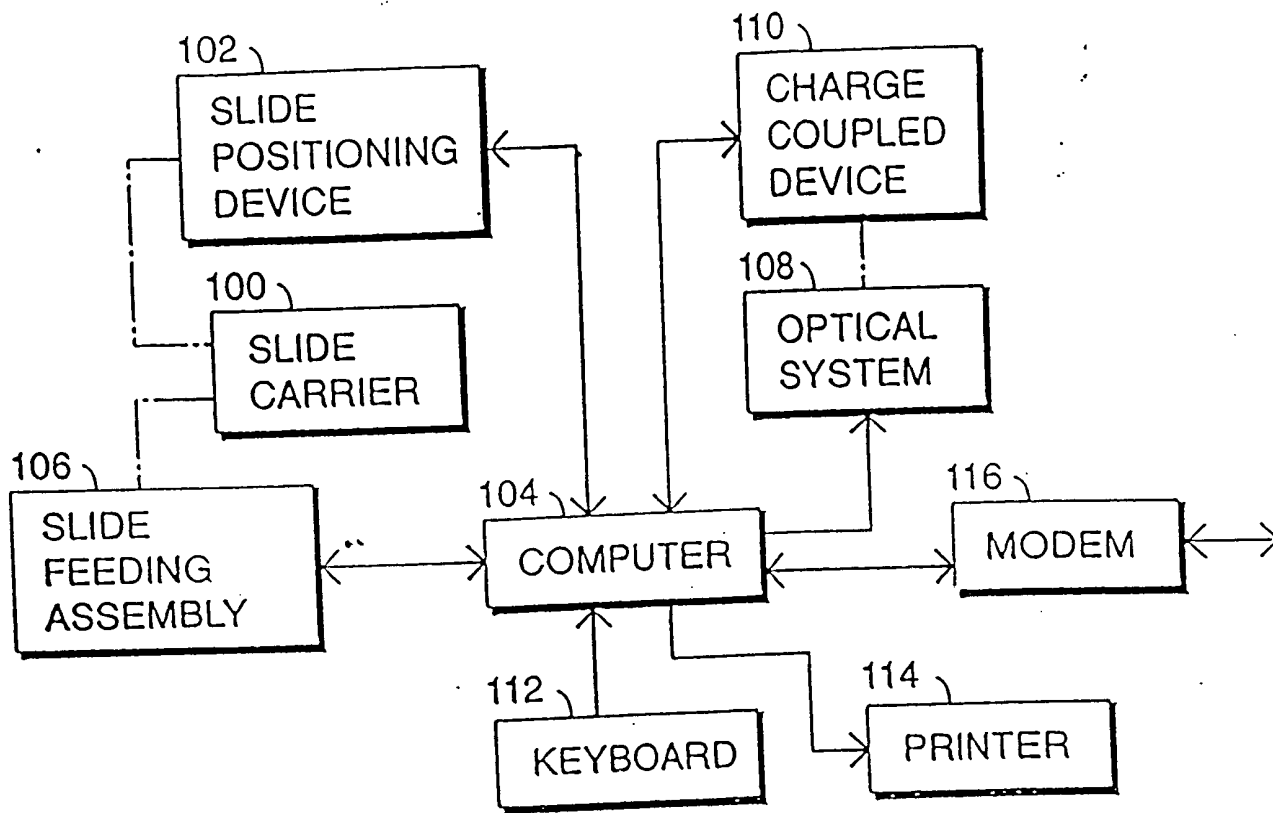 102
SLIDE
POSITIONING
DEVICE
110
CHARGE
COUPLED
DEVICE
100
SLIDE
CARRIER
108
OPTICAL
SYSTEM
106
SLIDE
FEEDING
ASSEMBLY
104
COMPUTER
116
MODEM
112
KEYBOARD
114
PRINTER